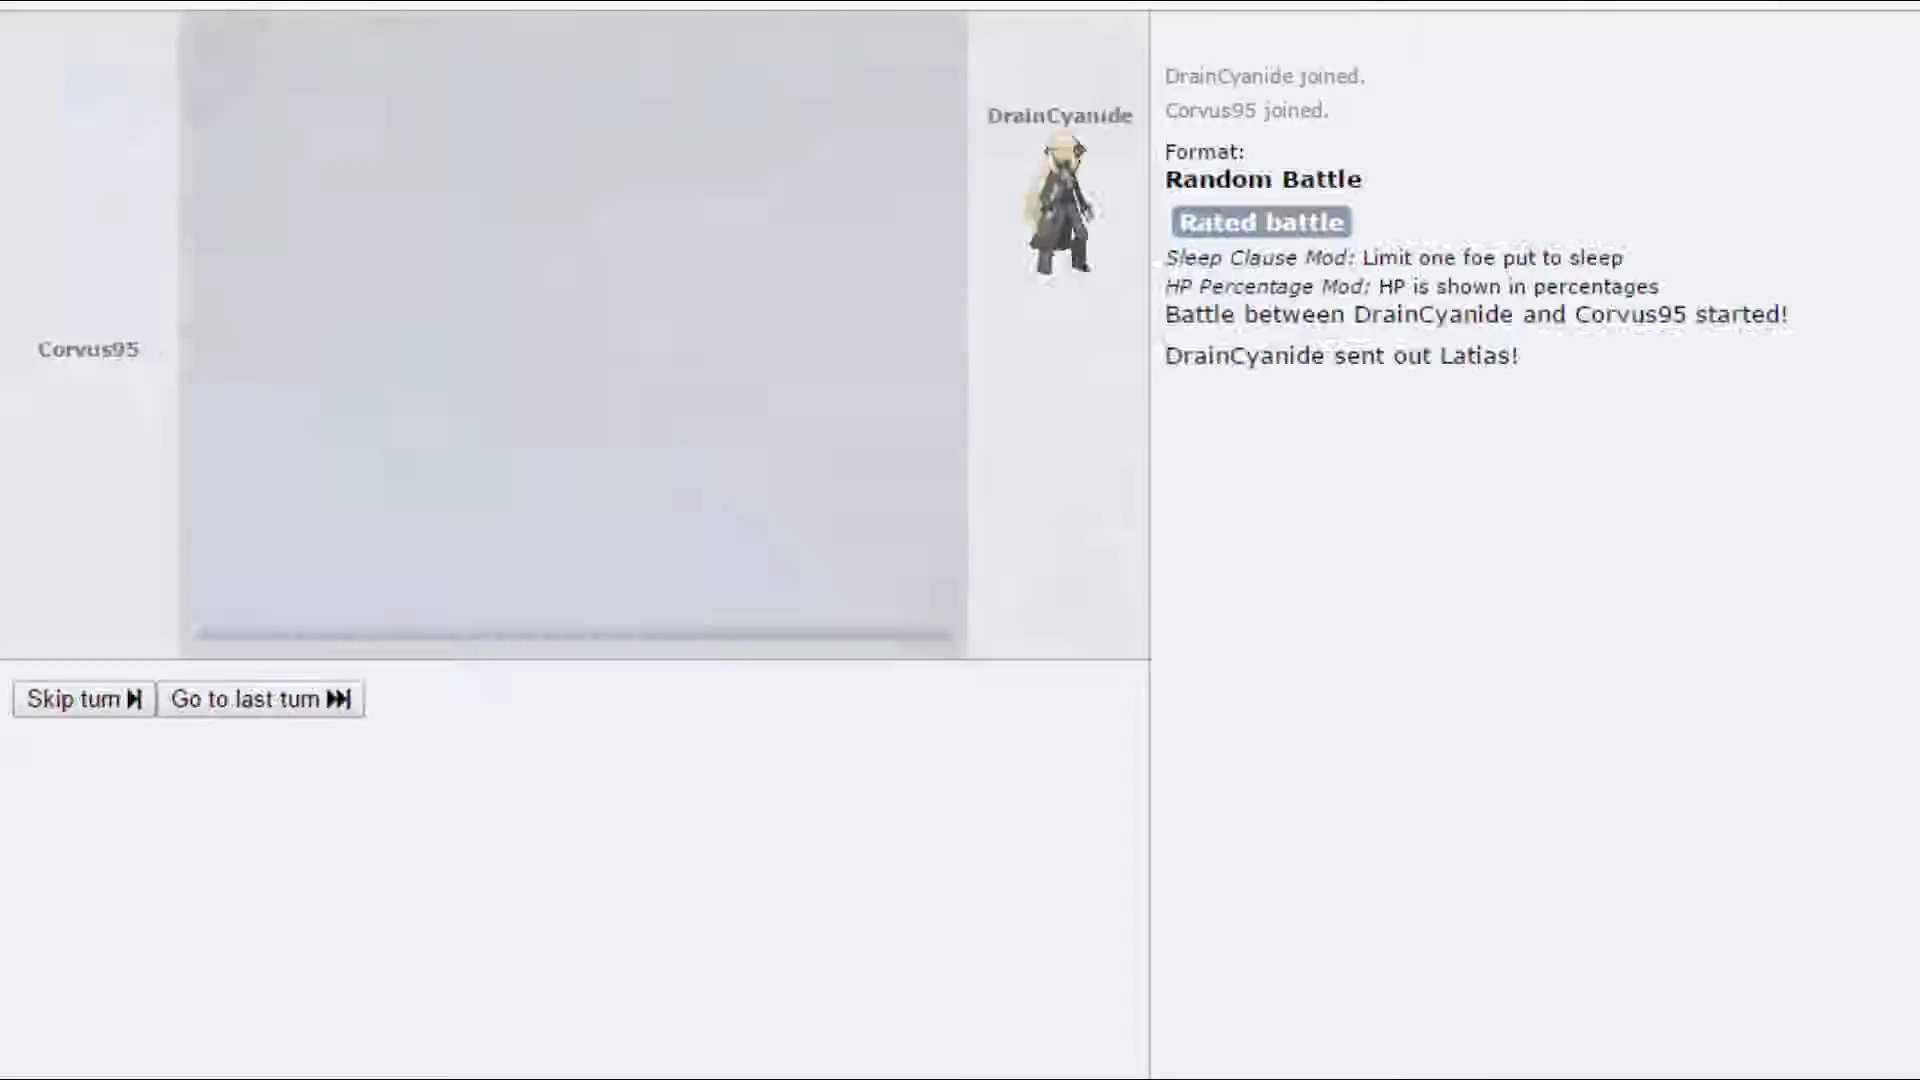 DrainCyanide
Corvus95
Skip turn
Go to last turn
DrainCyanide joined.
Corvus95 joined.
Format:
Random Battle
Rated battle
Sleep Clause Mod: Limit one foe put to sleep
HP Percentage Mod: HP is shown in percentages
Battle between DrainCyanide and Corvus95 started!
DrainCyanide sent out Latias!